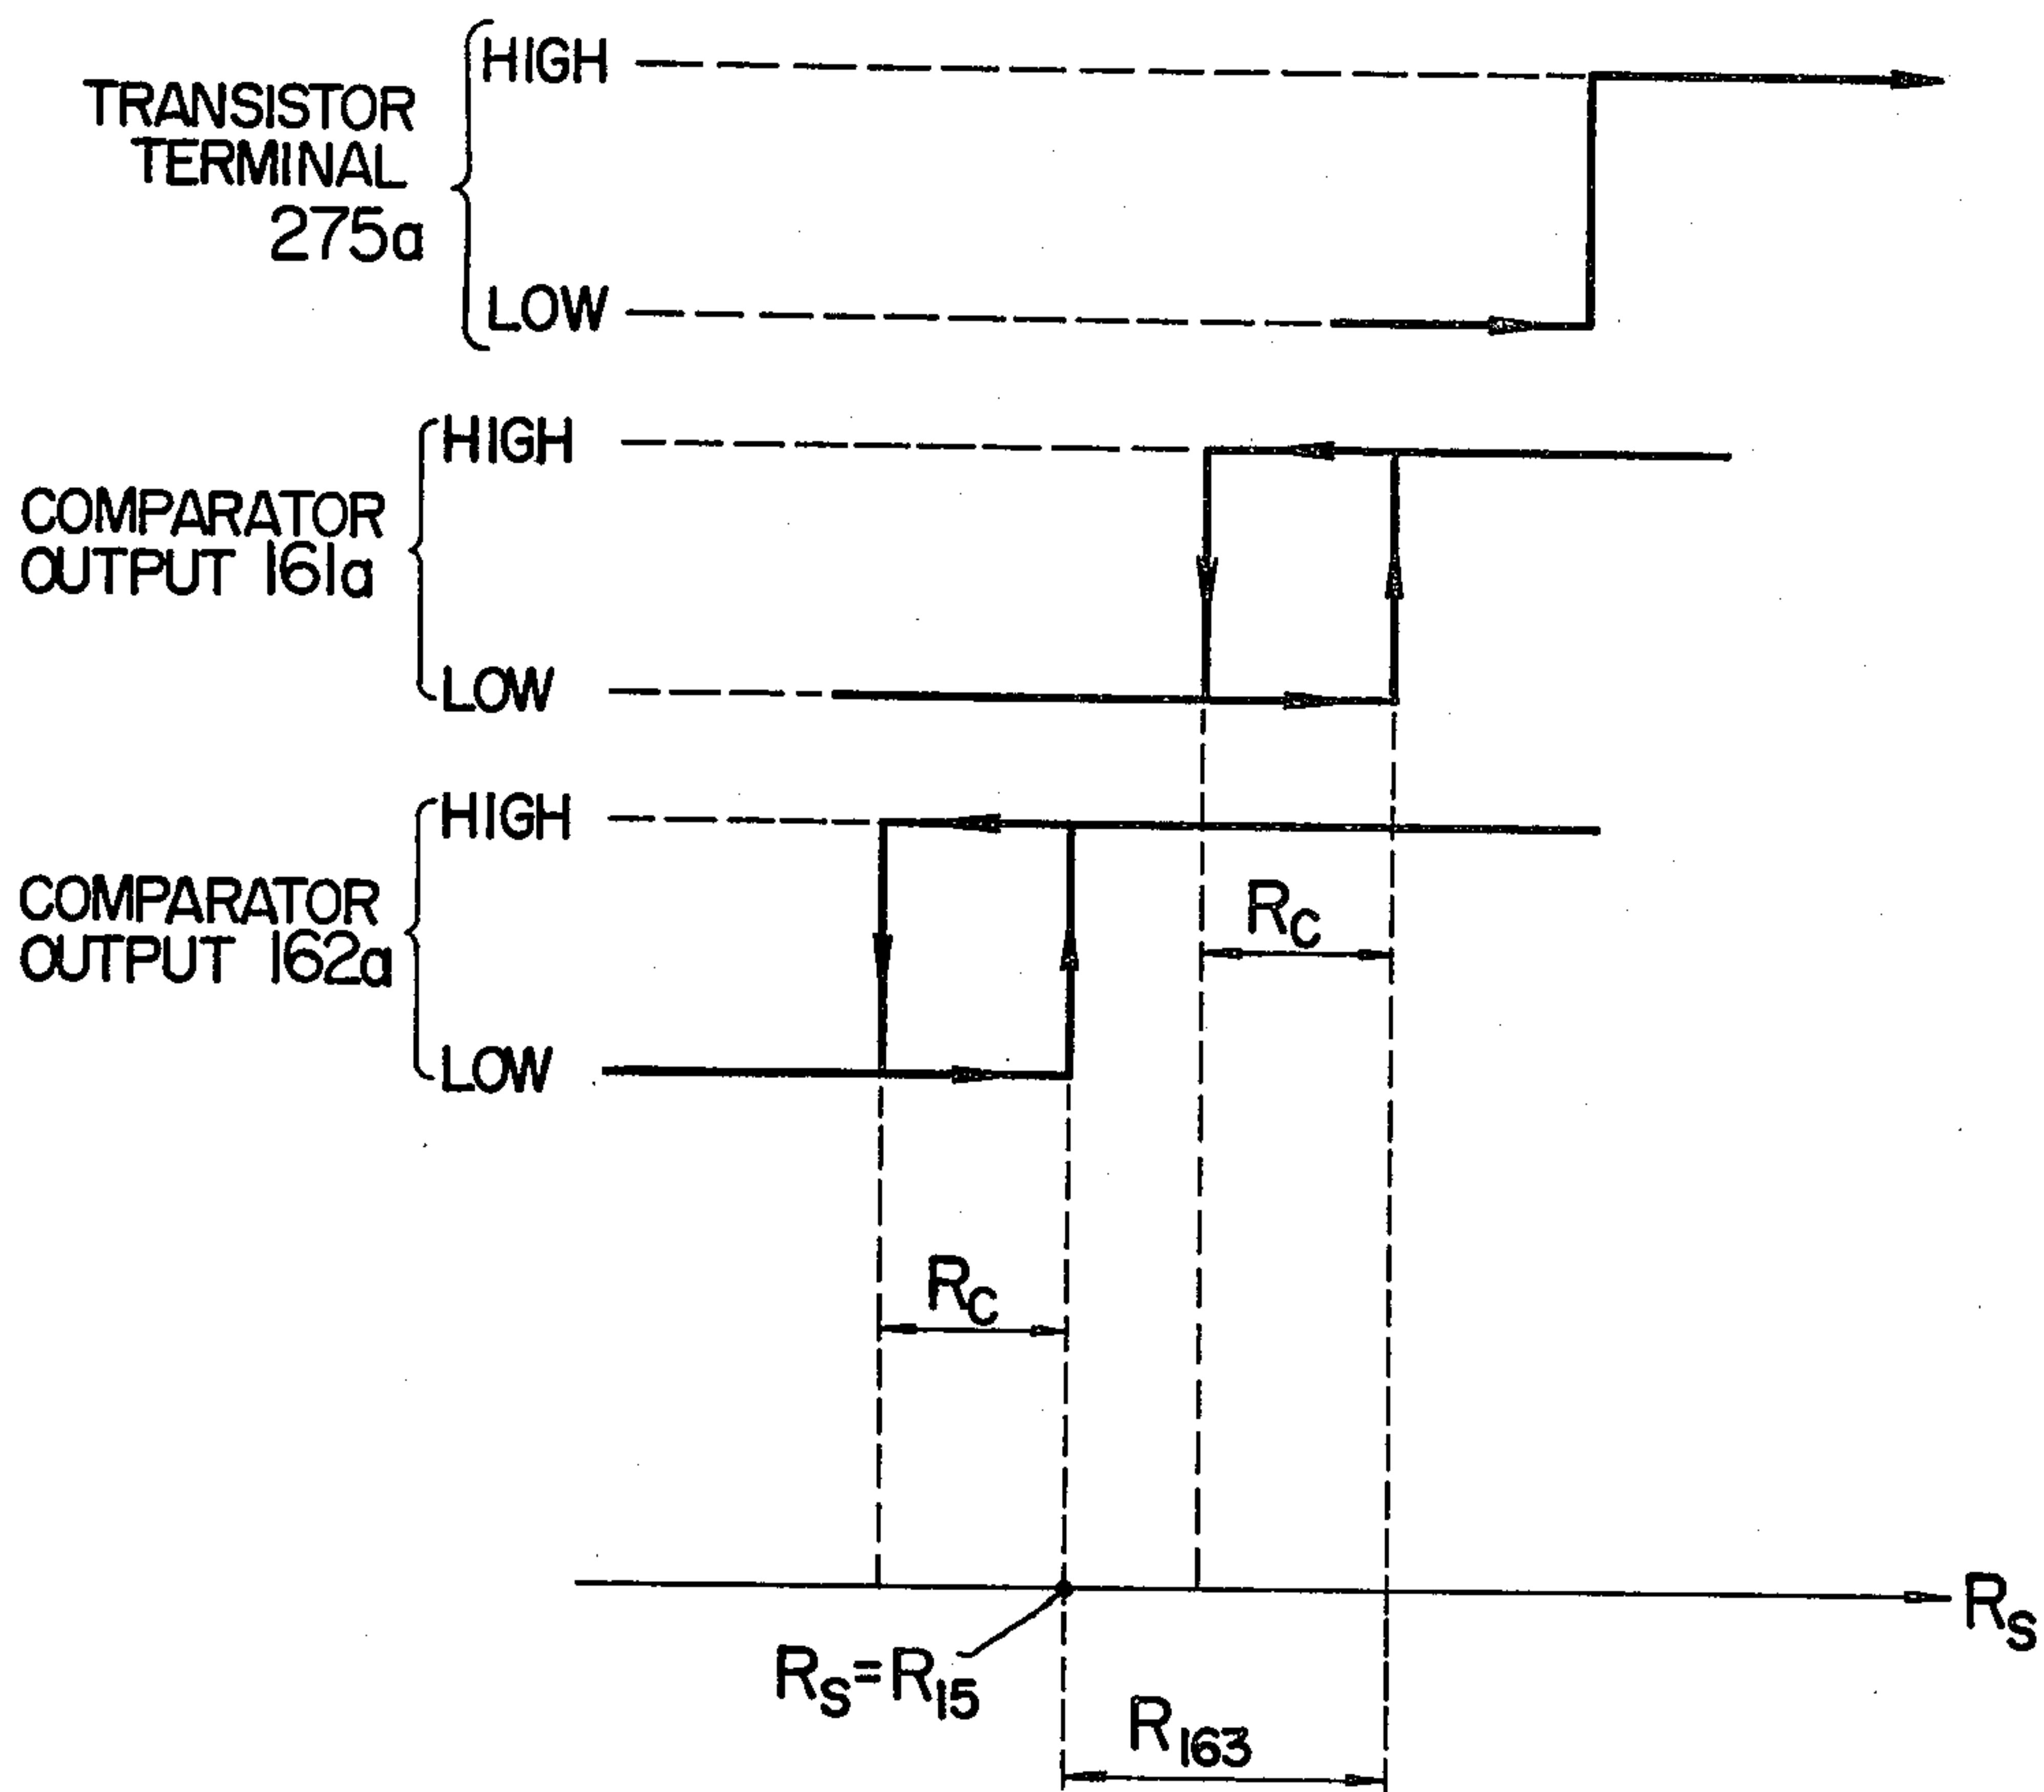 TRANSISTOR
TERMINAL
275a
HIGH
LOW
COMPARATOR
OUTPUT 161a
HIGH
LOW
COMPARATOR
OUTPUT 162a
HIGH
LOW
RC
RC
RS
RS=R15
R163